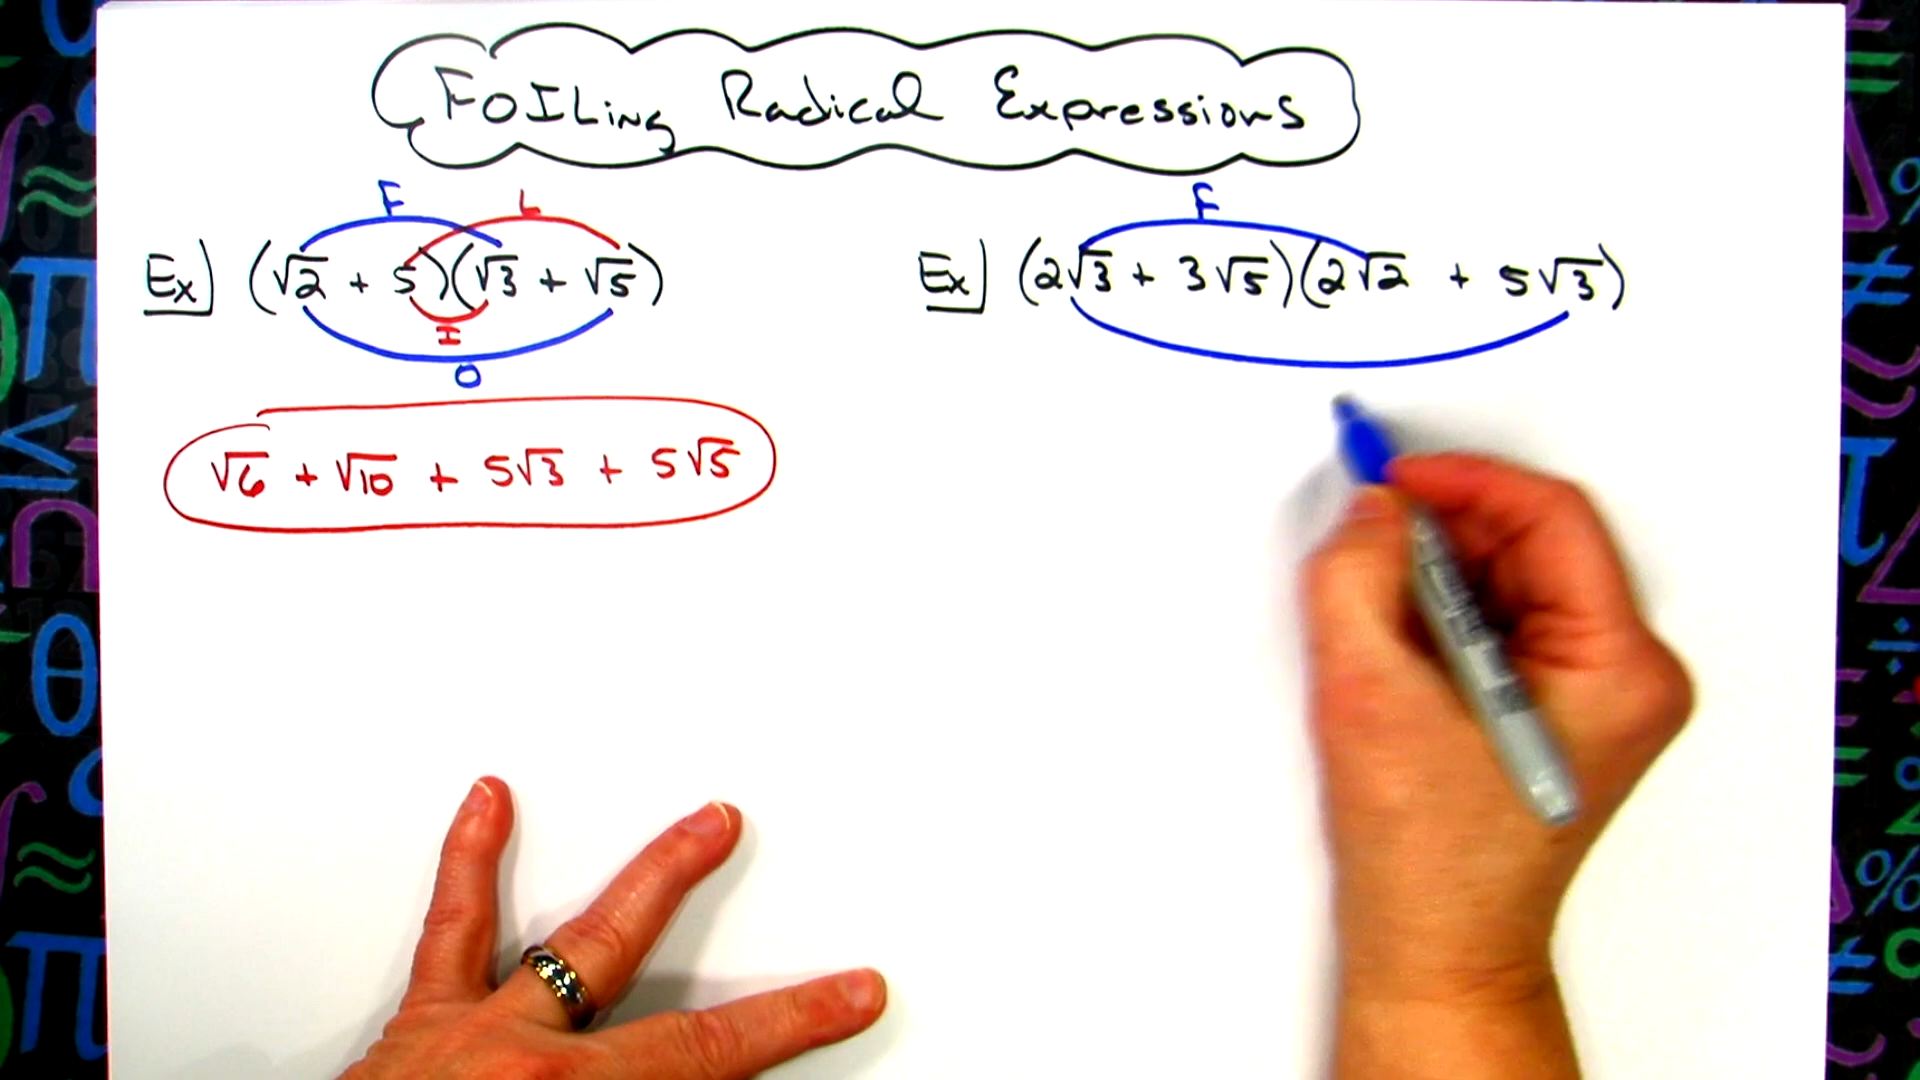 FOILing Radical Expressions
F L
Ex] (√2 + 5)(√3 + √5)
I
O
√6 + √10 + 5√3 + 5√5
F
Ex] (2√3 + 3√5)(2√2 + 5√3)